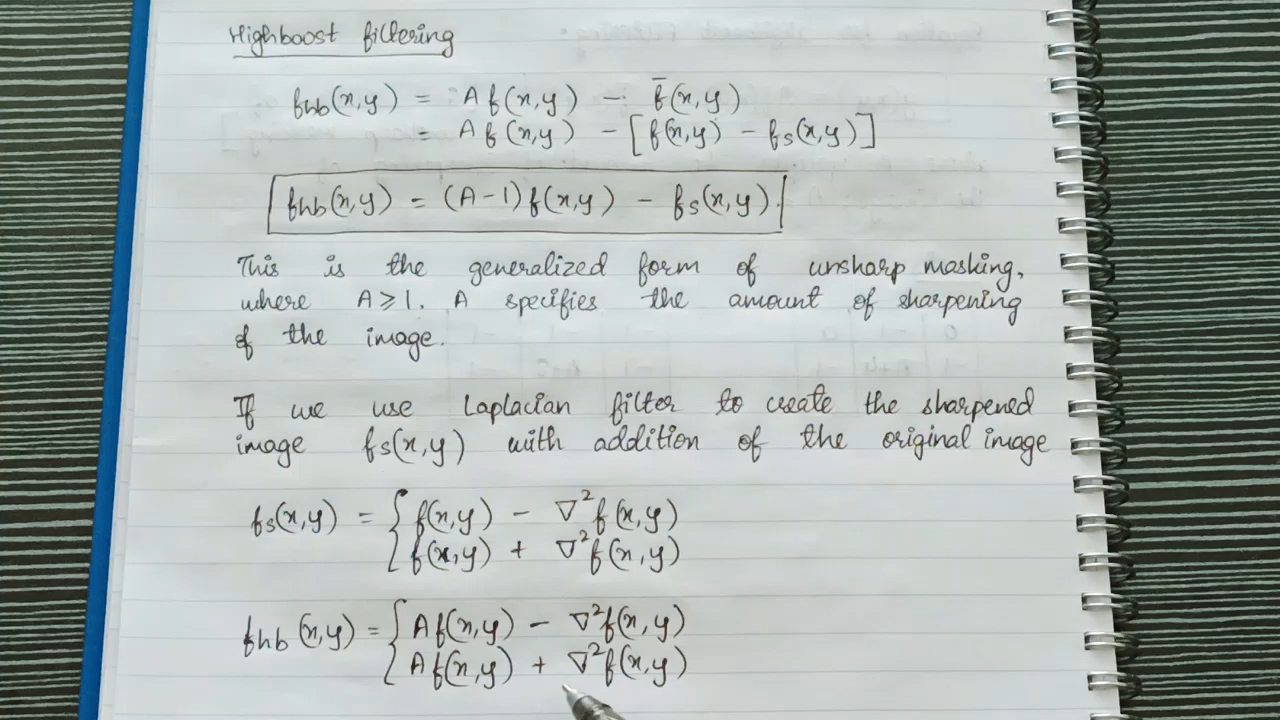 Highboost filtering
fhb(x,y) = A f(x,y) - f̄(x,y)
= A f(x,y) - [f(x,y) - fs(x,y)]
fhb(x,y) = (A-1)f(x,y) - fs(x,y).
This is the generalized form of unsharp masking,
where A ≥ 1. A specifies the amount of sharpening
of the image.
If we use Laplacian filter to create the sharpened
image fs(x,y) with addition of the original image
fs(x,y) = { f(x,y) - ∇²f(x,y)
f(x,y) + ∇²f(x,y)
fhb (x,y) = { Af(x,y) - ∇²f(x,y)
Af(x,y) + ∇²f(x,y)